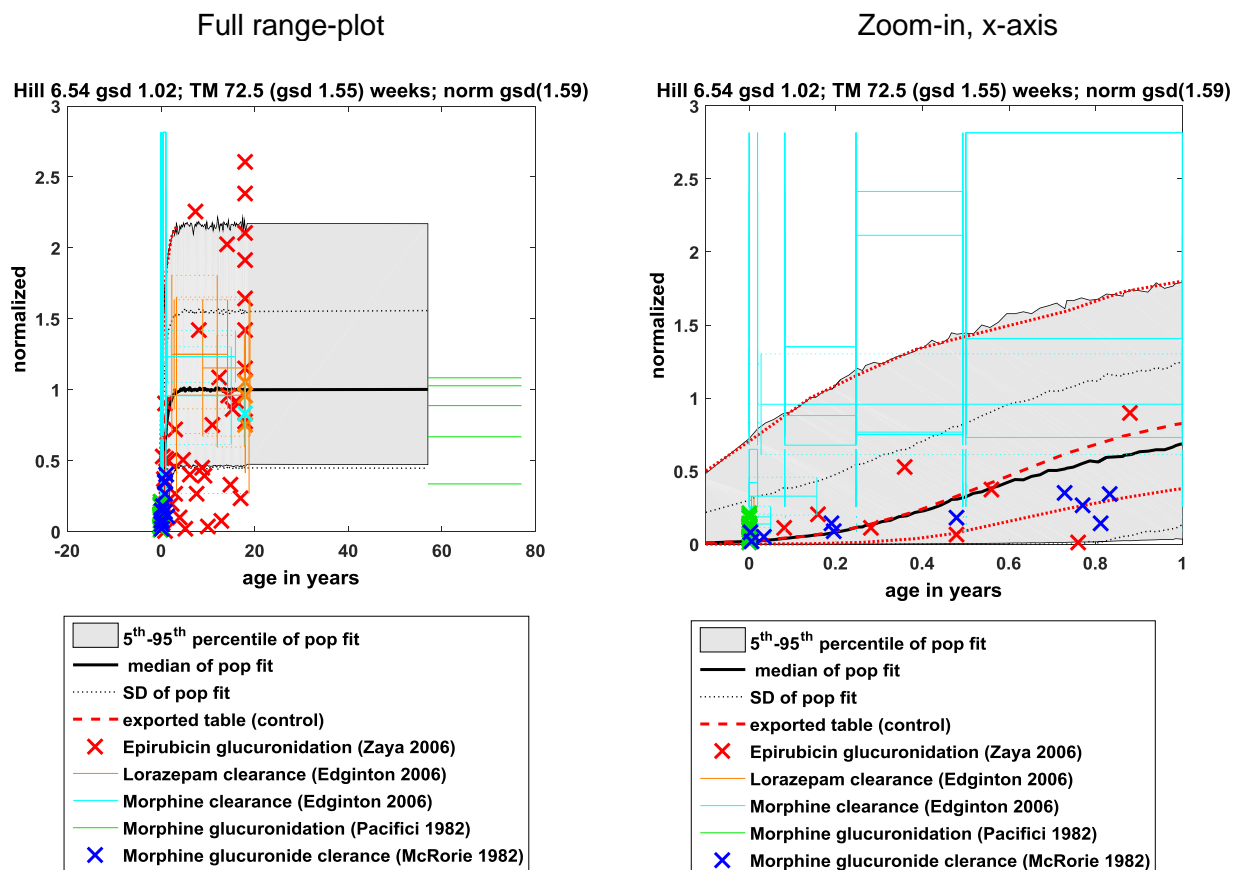 Full range-plot
Zoom-in, x-axis
Hill 6.54 gsd 1.02; TM 72.5 (gsd 1.55) weeks; norm gsd(1.59)
3
2.5
2
1.5
1
0.5
0
normalized
-20
0
20
40
60
80
age in years
5th-95th percentile of pop fit
median of pop fit
SD of pop fit
exported table (control)
Epirubicin glucuronidation (Zaya 2006)
Lorazepam clearance (Edginton 2006)
Morphine clearance (Edginton 2006)
Morphine glucuronidation (Pacifici 1982)
Morphine glucuronide clerance (McRorie 1982)
Hill 6.54 gsd 1.02; TM 72.5 (gsd 1.55) weeks; norm gsd(1.59)
3
2.5
2
1.5
1
0.5
0
normalized
0
0.2
0.4
0.6
0.8
1
age in years
5th-95th percentile of pop fit
median of pop fit
SD of pop fit
exported table (control)
Epirubicin glucuronidation (Zaya 2006)
Lorazepam clearance (Edginton 2006)
Morphine clearance (Edginton 2006)
Morphine glucuronidation (Pacifici 1982)
Morphine glucuronide clerance (McRorie 1982)